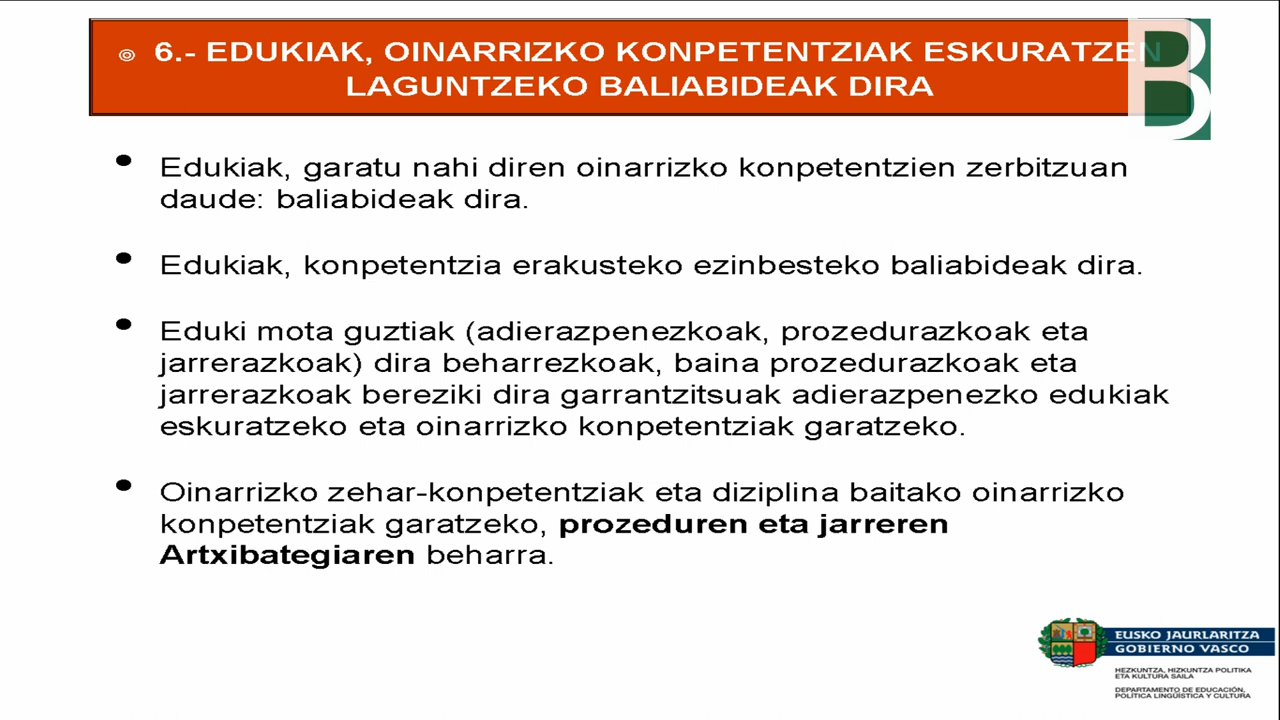 6.- EDUKIAK, OINARRIZKO KONPETENTZIAK ESKURATZEN
LAGUNTZEKO BALIABIDEAK DIRA
B
• Edukiak, garatu nahi diren oinarrizko konpetentzien zerbitzuan
daude: baliabideak dira.
• Edukiak, konpetentzia erakusteko ezinbesteko baliabideak dira.
• Eduki mota guztiak (adierazpenezkoak, prozedurazkoak eta
jarrerazkoak) dira beharrezkoak, baina prozedurazkoak eta
jarrerazkoak bereziki dira garrantzitsuak adierazpenezko edukiak
eskuratzeko eta oinarrizko konpetentziak garatzeko.
• Oinarrizko zehar-konpetentziak eta diziplina baitako oinarrizko
konpetentziak garatzeko, prozeduren eta jarreren
Artxibategiaren beharra.
EUSKO JAURLARITZA
GOBIERNO VASCO
HEZKUNTZA, HIZKUNTZA POLITIKA
ETA KULTURA SAILA
DEPARTAMENTO DE EDUCACIÓN,
POLÍTICA LINGÜÍSTICA Y CULTURA